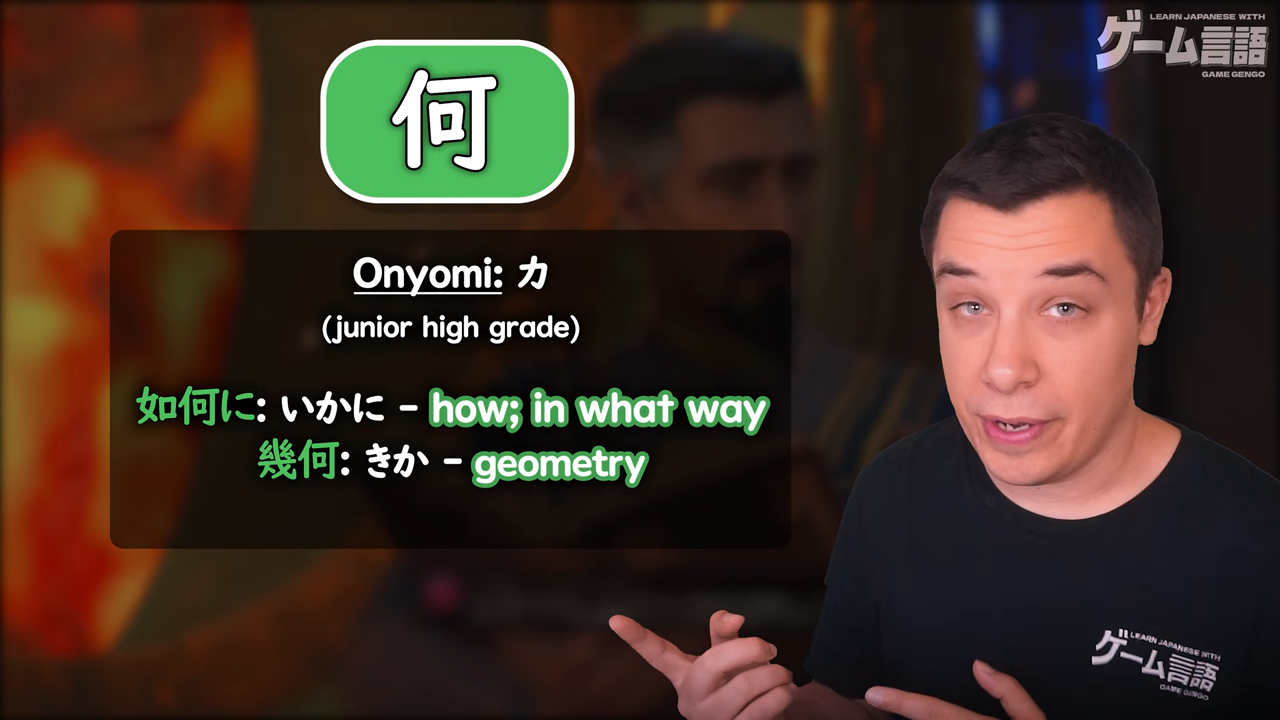 LEARN JAPANESE WITH
ゲーム言語
GAME GENGO
何
Onyomi: カ
(junior high grade)
如何に: いかに - how; in what way
幾何: きか - geometry
LEARN JAPANESE WITH
ゲーム言語
GAME GENGO